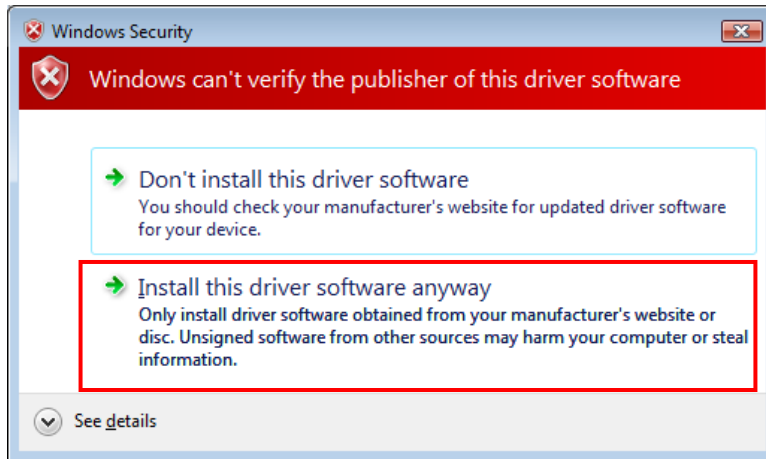 Windows Security
Windows can't verify the publisher of this driver software
Don't install this driver software
You should check your manufacturer's website for updated driver software
for your device.
Install this driver software anyway
Only install driver software obtained from your manufacturer's website or
disc. Unsigned software from other sources may harm your computer or steal
information.
See details